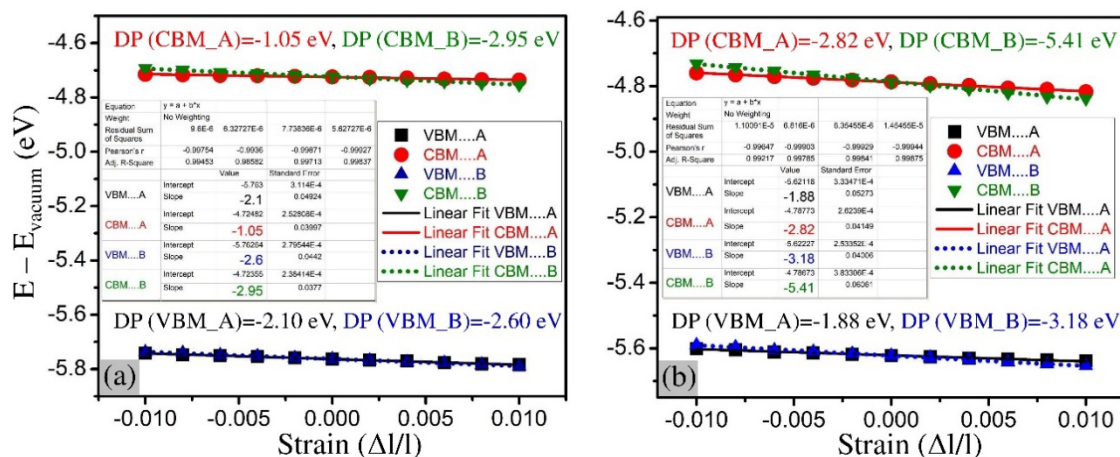 DP (CBM_A)=-1.05 eV, DP (CBM_B)=-2.95 eV
-4.6
-4.8
-5.0
-5.2
-5.4
-5.6
-5.8
E – Evacuum (eV)
Equation y = a + b*x
Weight No Weighting
Residual Sum of Squares 9.6E-6 6.32727E-6 7.73836E-6 5.62727E-6
Pearson's r -0.99754 -0.9936 -0.99871 -0.99927
Adj. R-Square 0.99453 0.98582 0.99713 0.99837
Value Standard Error
VBM....A Intercept -5.763 3.114E-4
Slope -2.1 0.04924
CBM....A Intercept -4.72482 2.52808E-4
Slope -1.05 0.03997
VBM....B Intercept -5.76264 2.79544E-4
Slope -2.6 0.0442
CBM....B Intercept -4.72355 2.38414E-4
Slope -2.95 0.0377
VBM....A
CBM....A
VBM....B
CBM....B
Linear Fit VBM....A
Linear Fit CBM....A
Linear Fit VBM....B
Linear Fit CBM....B
DP (VBM_A)=-2.10 eV, DP (VBM_B)=-2.60 eV
(a)
-0.010 -0.005 0.000 0.005 0.010
Strain (Δl/l)
DP (CBM_A)=-2.82 eV, DP (CBM_B)=-5.41 eV
-4.6
-4.8
-5.0
-5.2
-5.4
-5.6
Equation y = a + b*x
Weight No Weighting
Residual Sum of Squares
Pearson's r -0.99647 -0.99903 -0.99929 -0.99944
Adj. R-Square 0.99217 0.99785 0.99841 0.99875
Value Standard Error
VBM....A Intercept -5.62118 3.33471E-4
Slope -1.88 0.05273
CBM....A Intercept -4.78773 2.6239E-4
Slope -2.82 0.04149
VBM....B Intercept -5.62227 2.53352E-4
Slope -3.18 0.04006
CBM....B Intercept -4.78673 3.83306E-4
Slope -5.41 0.06061
VBM....A
CBM....A
VBM....B
CBM....B
Linear Fit VBM....A
Linear Fit CBM....A
Linear Fit VBM....A
Linear Fit CBM....A
DP (VBM_A)=-1.88 eV, DP (VBM_B)=-3.18 eV
(b)
-0.010 -0.005 0.000 0.005 0.010
Strain (Δl/l)